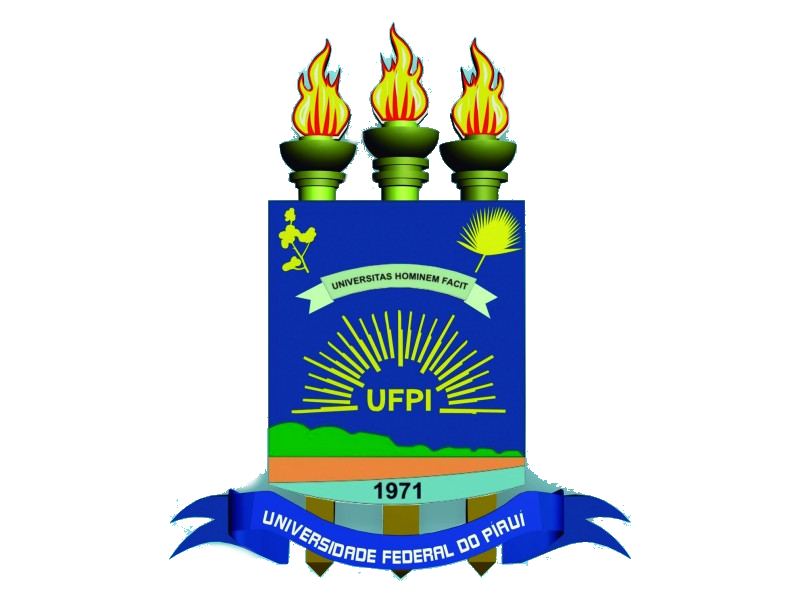 UNIVERSITAS HOMINEM FACIT
UFPI
1971
UNIVERSIDADE FEDERAL DO PIAUÍ